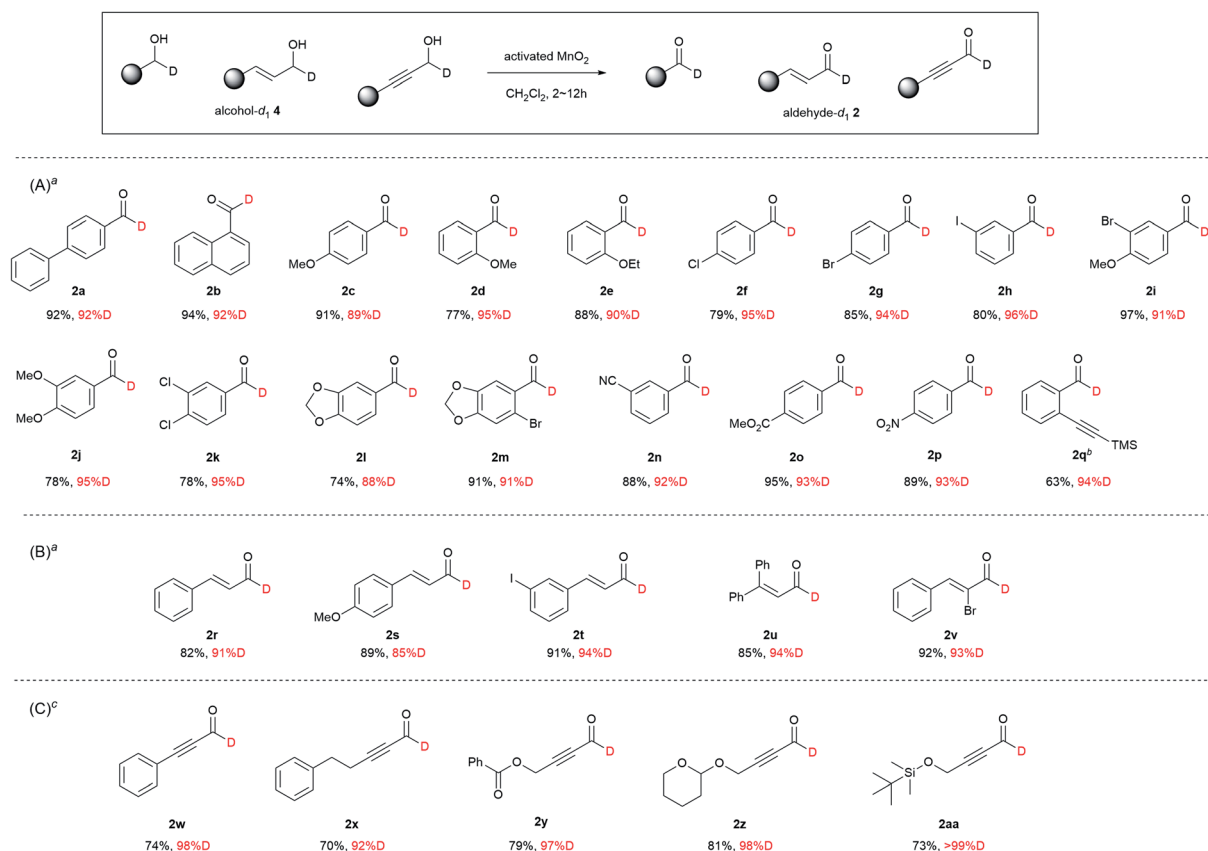 OH
D
OH
D
OH
D
alcohol-d1 4
activated MnO2
CH2Cl2, 2~12h
O
D
O
D
O
D
aldehyde-d1 2
(A)a
O
D
2a
92%, 92%D
O
D
2b
94%, 92%D
O
D
MeO
2c
91%, 89%D
O
D
OMe
2d
77%, 95%D
O
D
OEt
2e
88%, 90%D
O
D
Cl
2f
79%, 95%D
O
D
Br
2g
85%, 94%D
O
D
I
2h
80%, 96%D
O
D
Br
MeO
2i
97%, 91%D
O
D
MeO
MeO
2j
78%, 95%D
O
D
Cl
Cl
2k
78%, 95%D
O
D
O
O
2l
74%, 88%D
O
D
O
O
Br
2m
91%, 91%D
O
D
NC
2n
88%, 92%D
O
D
MeO2C
2o
95%, 93%D
O
D
O2N
2p
89%, 93%D
O
D
TMS
2qb
63%, 94%D
(B)a
O
D
2r
82%, 91%D
O
D
MeO
2s
89%, 85%D
O
D
I
2t
91%, 94%D
Ph
Ph
O
D
2u
85%, 94%D
O
D
Br
2v
92%, 93%D
(C)c
O
D
2w
74%, 98%D
O
D
2x
70%, 92%D
O
D
Ph
O
O
2y
79%, 97%D
O
D
O
O
2z
81%, 98%D
O
D
Si
O
2aa
73%, >99%D